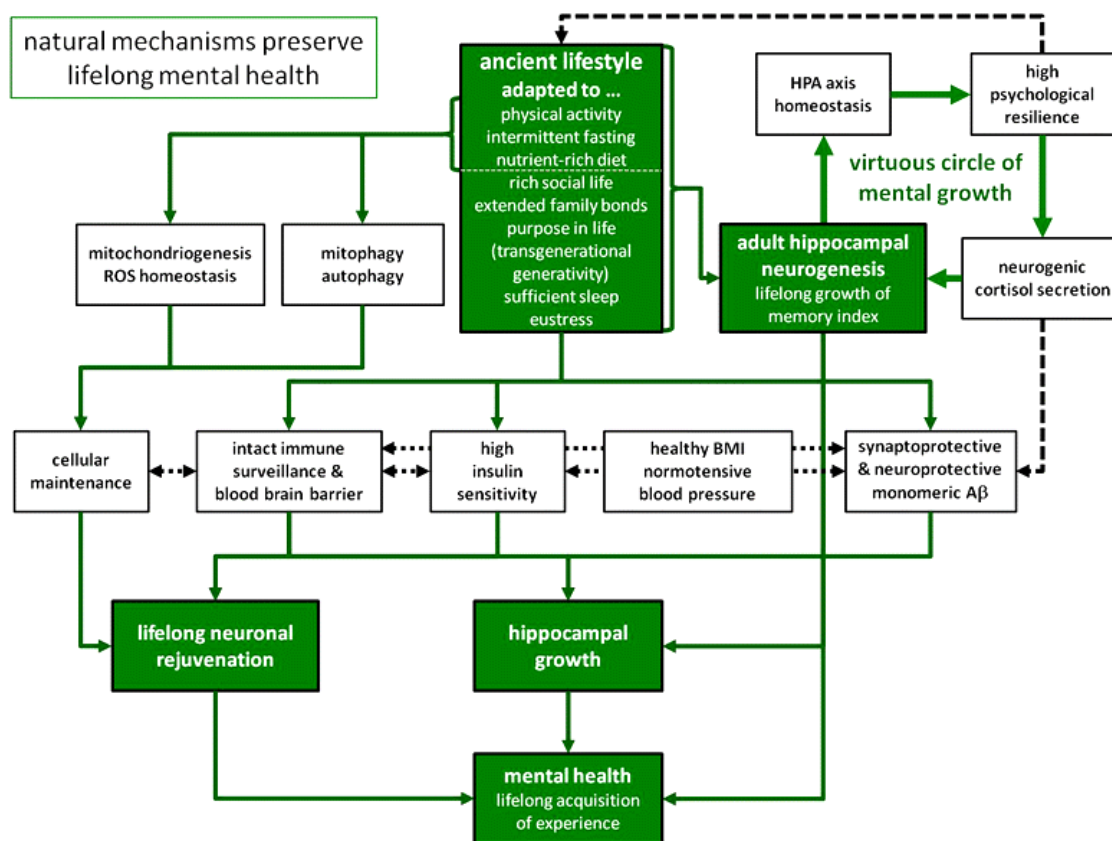 natural mechanisms preserve
lifelong mental health
ancient lifestyle
adapted to ...
physical activity
intermittent fasting
nutrient-rich diet
rich social life
extended family bonds
purpose in life
(transgenerational
generativity)
sufficient sleep
eustress
HPA axis
homeostasis
high
psychological
resilience
virtuous circle of
mental growth
mitochondriogenesis
ROS homeostasis
mitophagy
autophagy
adult hippocampal
neurogenesis
lifelong growth of
memory index
neurogenic
cortisol secretion
cellular
maintenance
intact immune
surveillance &
blood brain barrier
high
insulin
sensitivity
healthy BMI
normotensive
blood pressure
synaptoprotective
& neuroprotective
monomeric Aβ
lifelong neuronal
rejuvenation
hippocampal
growth
mental health
lifelong acquisition
of experience